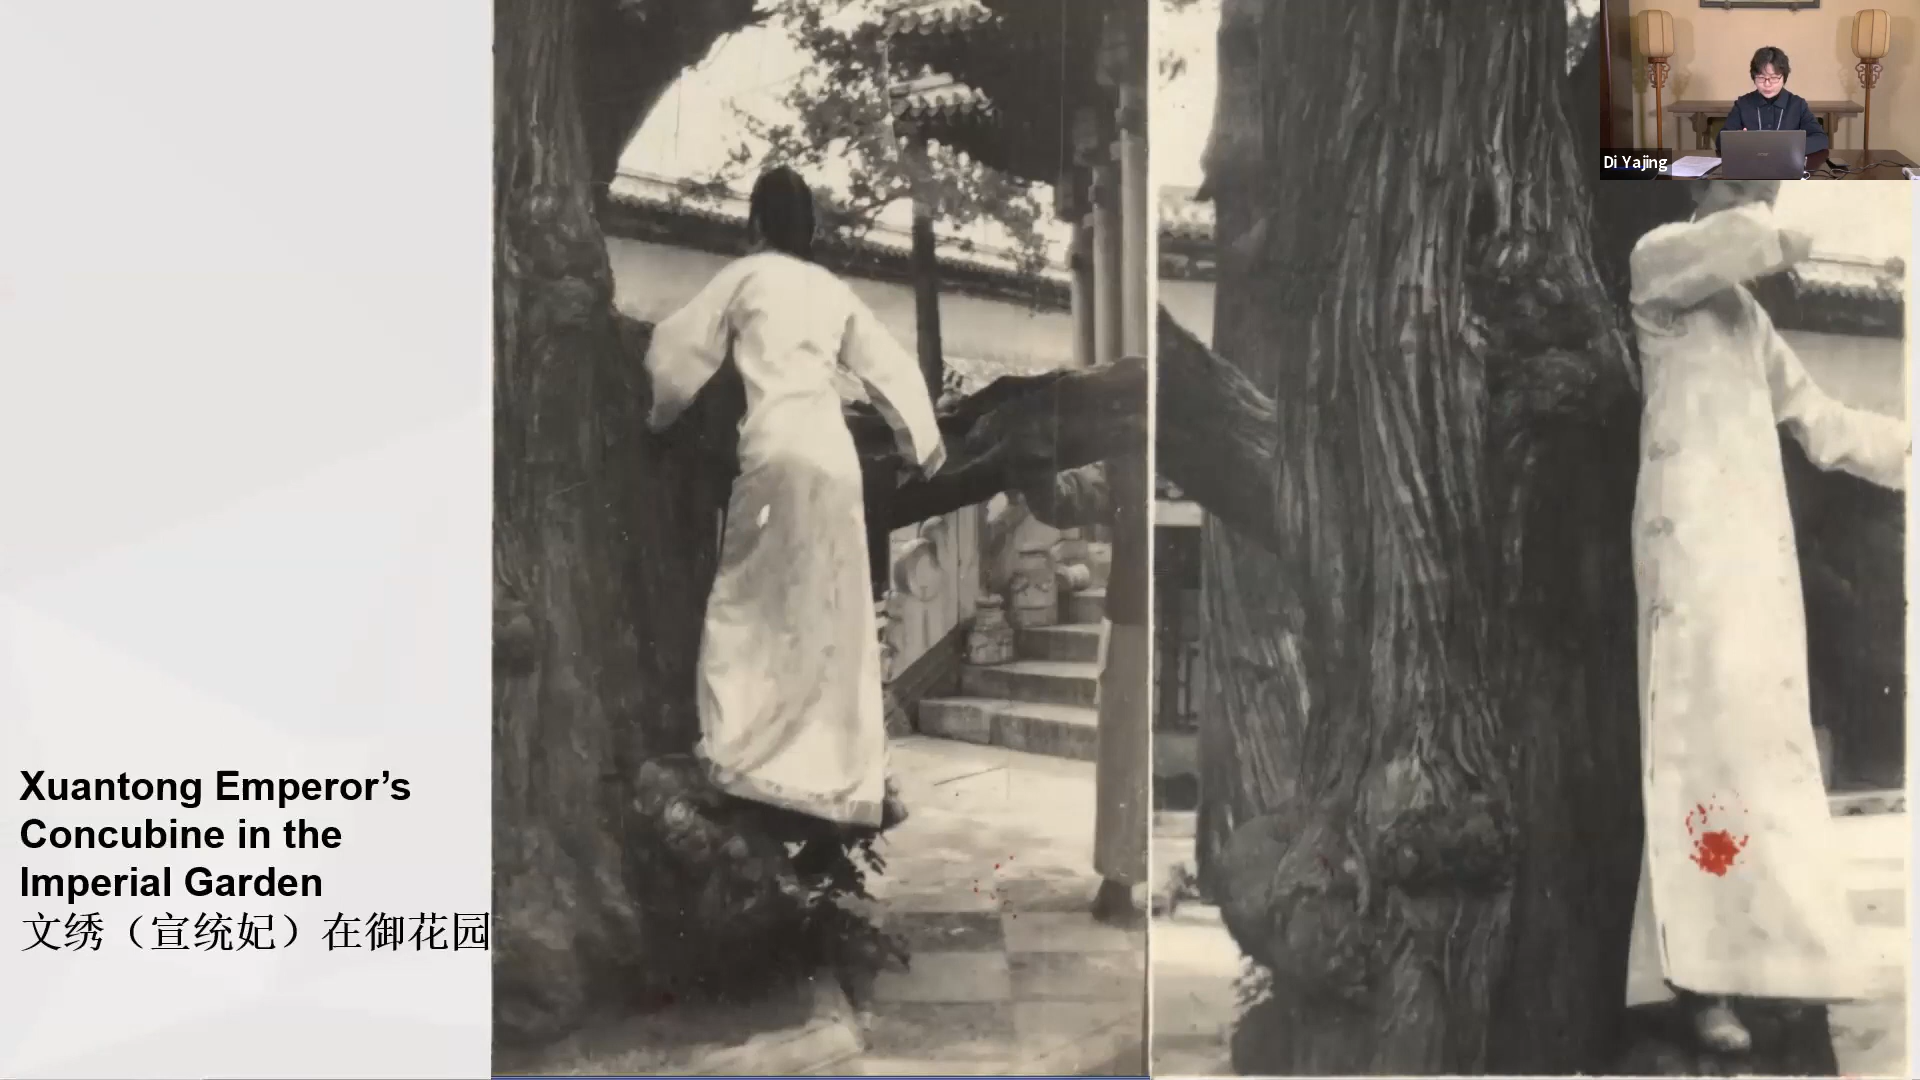 Di Yajing
Xuantong Emperor’s
Concubine in the
Imperial Garden
文绣（宣统妃）在御花园